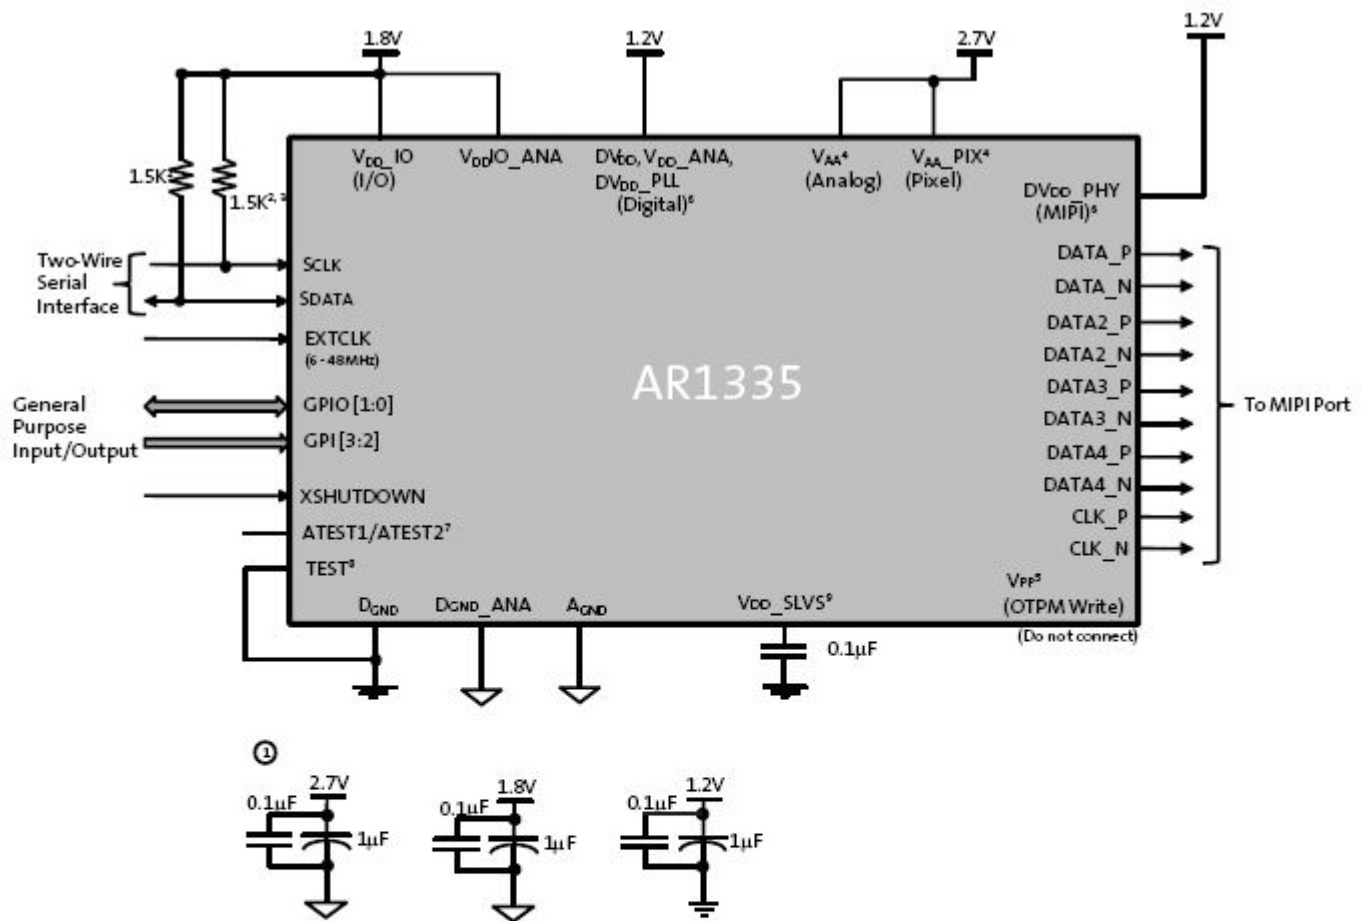 1.8V
1.2V
2.7V
1.2V
VDD_IO
(I/O)
VDDIO_ANA
DVDD, VDD_ANA,
DVDD_PLL
(Digital)⁶
VAA⁴
(Analog)
VAA_PIX⁴
(Pixel)
DVDD_PHY
(MIPI)⁶
1.5K
1.5K²,³
Two-Wire
Serial
Interface
SCLK
SDATA
EXTCLK
(6 - 48MHz)
General
Purpose
Input/Output
GPIO [1:0]
GPI [3:2]
XSHUTDOWN
ATEST1/ATEST2⁷
TEST⁸
AR1335
DATA_P
DATA_N
DATA2_P
DATA2_N
DATA3_P
DATA3_N
DATA4_P
DATA4_N
CLK_P
CLK_N
To MIPI Port
DGND
DGND_ANA
AGND
VDD_SLVS⁹
VPP⁵
(OTPM Write)
(Do not connect)
0.1µF
1
2.7V
0.1µF
1µF
1.8V
0.1µF
1µF
1.2V
0.1µF
1µF